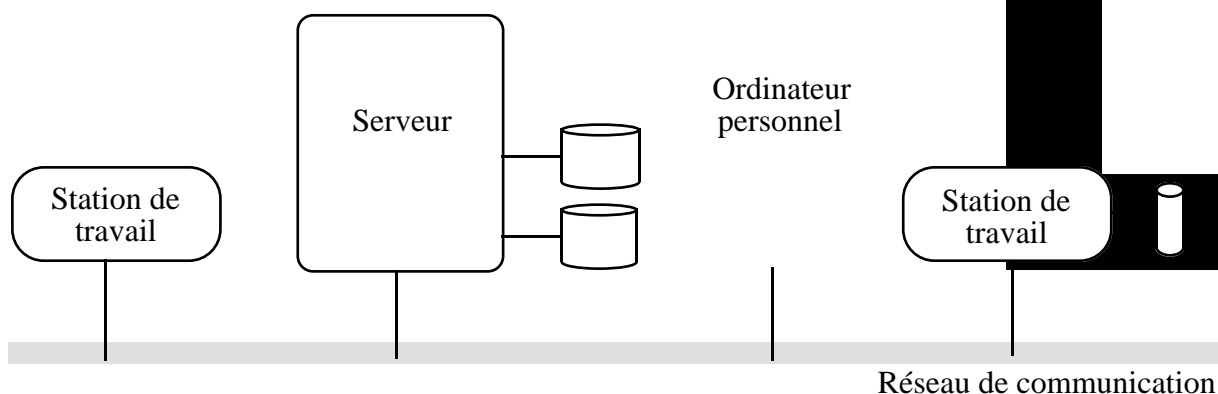 Station de
travail
Serveur
Ordinateur
personnel
Station de
travail
Réseau de communication